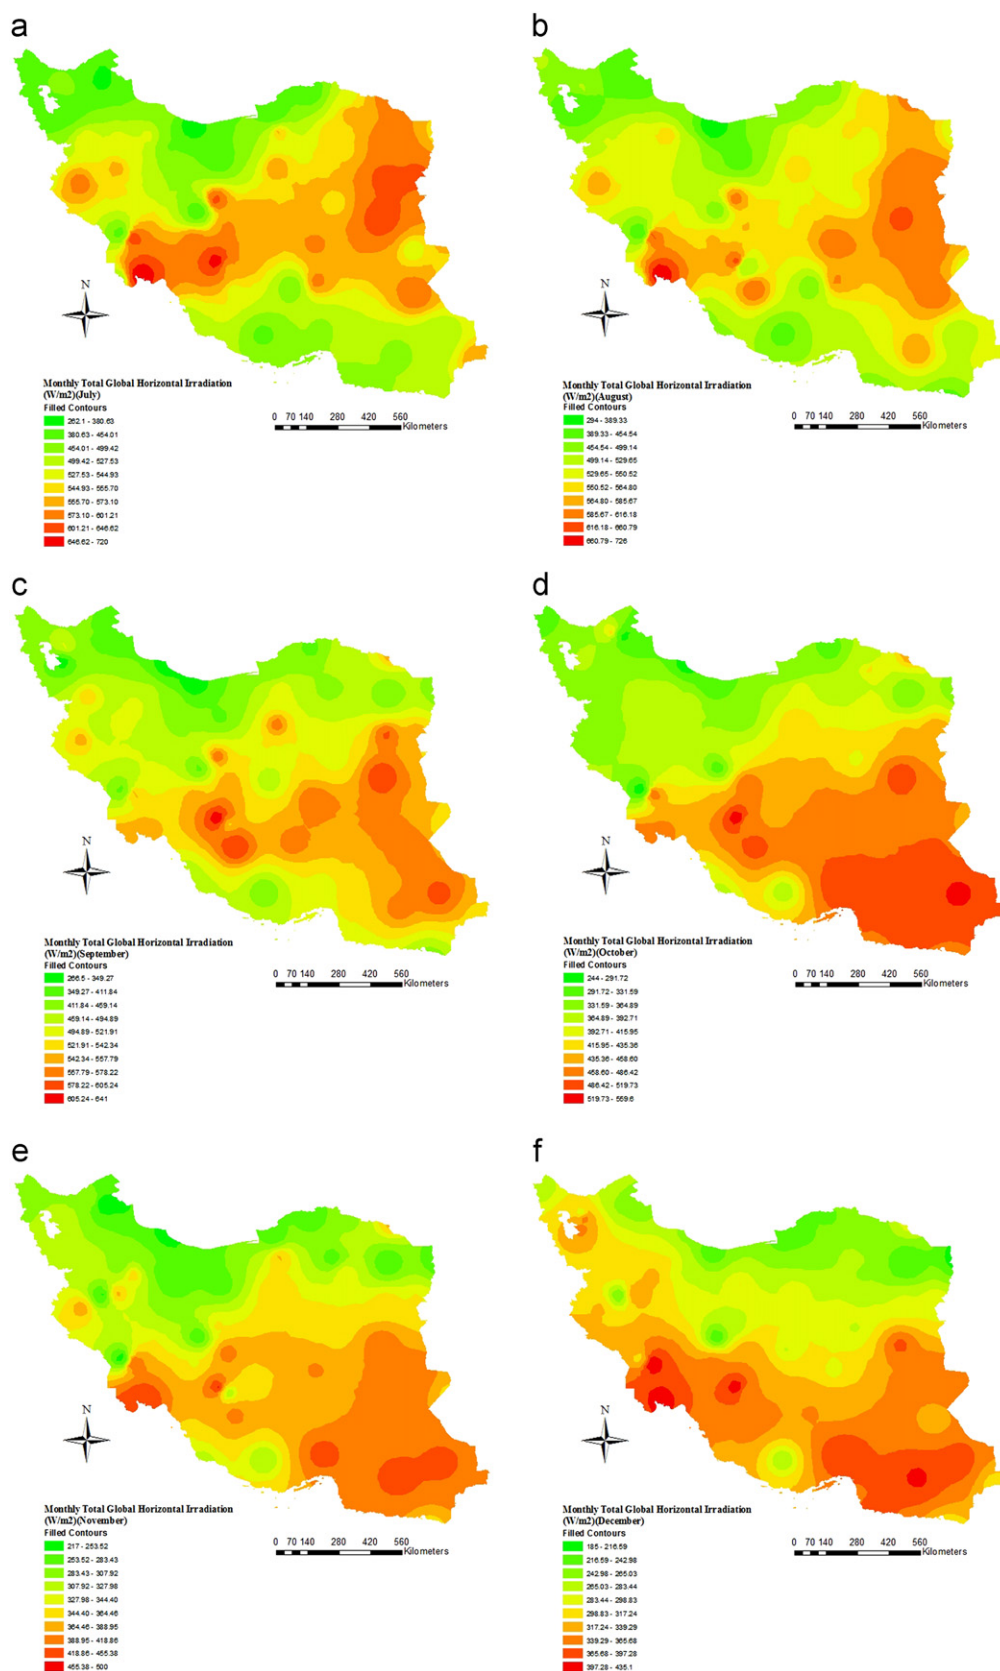 a
b
N
N
Monthly Total Global Horizontal Irradiation
(W/m2)(July)
Filled Contours
262.1 - 380.63
380.63 - 454.01
454.01 - 499.42
499.42 - 527.53
527.53 - 544.93
544.93 - 555.70
555.70 - 573.10
573.10 - 601.21
601.21 - 646.62
646.62 - 720
0 70 140 280 420 560
Kilometers
Monthly Total Global Horizontal Irradiation
(W/m2)(August)
Filled Contours
294 - 389.33
389.33 - 454.54
454.54 - 499.14
499.14 - 529.65
529.65 - 550.52
550.52 - 564.80
564.80 - 585.67
585.67 - 616.18
616.18 - 660.79
660.79 - 726
0 70 140 280 420 560
Kilometers
c
d
N
N
Monthly Total Global Horizontal Irradiation
(W/m2)(September)
Filled Contours
266.5 - 349.27
349.27 - 411.84
411.84 - 459.14
459.14 - 494.89
494.89 - 521.91
521.91 - 542.34
542.34 - 557.79
557.79 - 578.22
578.22 - 605.24
605.24 - 641
0 70 140 280 420 560
Kilometers
Monthly Total Global Horizontal Irradiation
(W/m2)(October)
Filled Contours
244 - 291.72
291.72 - 331.59
331.59 - 364.89
364.89 - 392.71
392.71 - 415.95
415.95 - 435.36
435.36 - 458.60
458.60 - 486.42
486.42 - 519.73
519.73 - 559.6
0 70 140 280 420 560
Kilometers
e
f
N
N
Monthly Total Global Horizontal Irradiation
(W/m2)(November)
Filled Contours
217 - 253.52
253.52 - 283.43
283.43 - 307.92
307.92 - 327.98
327.98 - 344.40
344.40 - 364.46
364.46 - 388.95
388.95 - 418.86
418.86 - 455.38
455.38 - 500
0 70 140 280 420 560
Kilometers
Monthly Total Global Horizontal Irradiation
(W/m2)(December)
Filled Contours
185 - 216.59
216.59 - 242.98
242.98 - 265.03
265.03 - 283.44
283.44 - 298.83
298.83 - 317.24
317.24 - 339.29
339.29 - 365.68
365.68 - 397.28
397.28 - 435.1
0 70 140 280 420 560
Kilometers